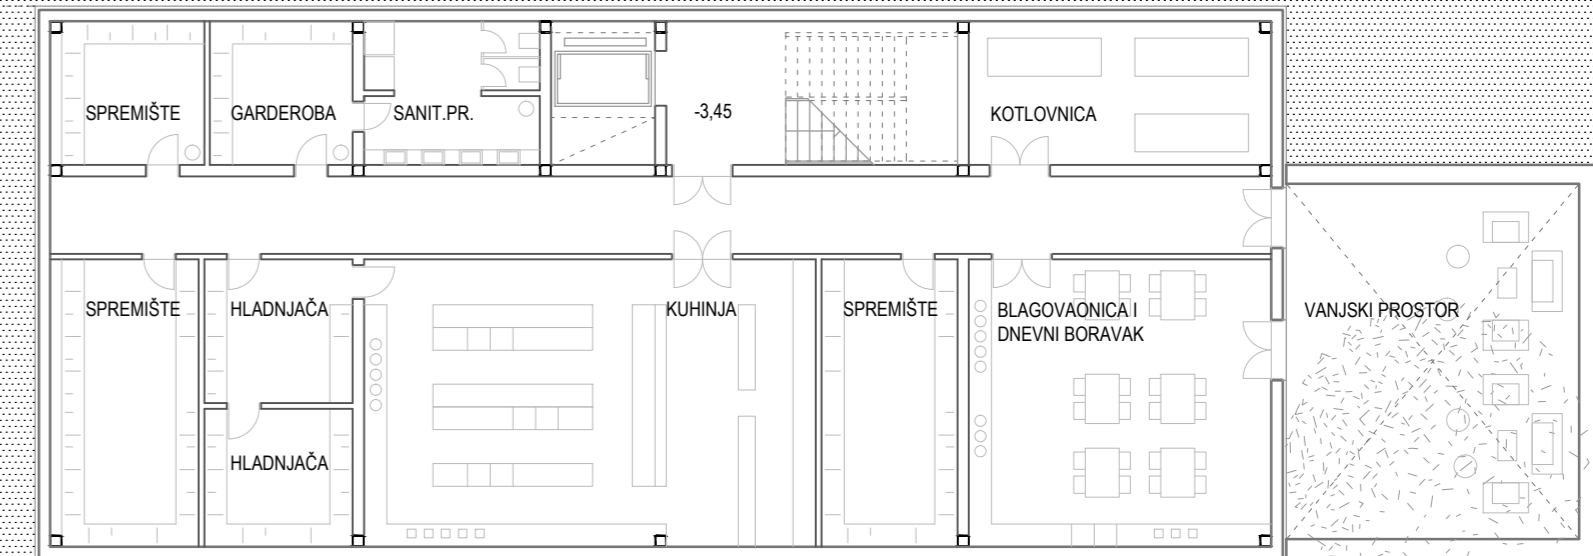 SPREMIŠTE
GARDEROBA
SANIT.PR.
-3,45
KOTLOVNICA
SPREMIŠTE
HLADNJAČA
KUHINJA
SPREMIŠTE
BLAGOVAONICA I
DNEVNI BORAVAK
VANJSKI PROSTOR
HLADNJAČA